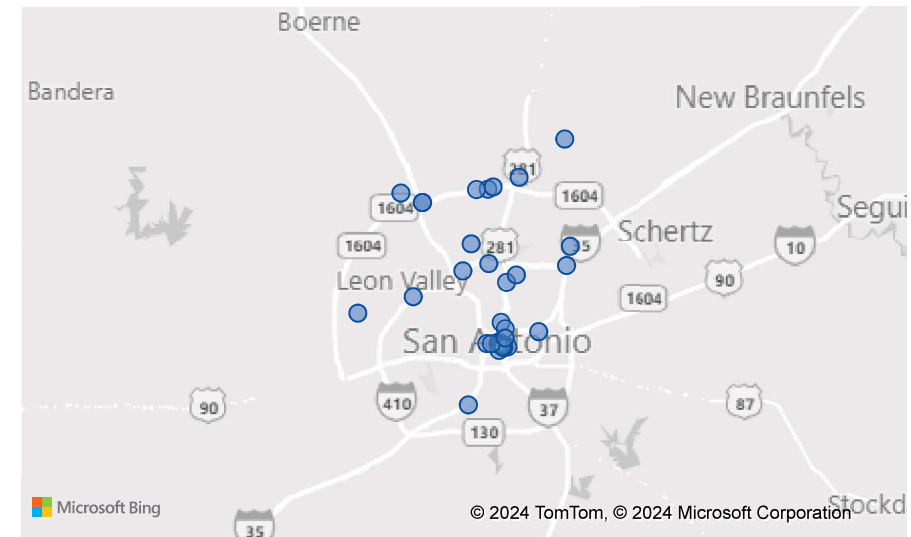 Boerne
Bandera
New Braunfels
281
1604
1604
Segui
Schertz
1604
281
35
10
Leon Valley
90
1604
San Antonio
90
410
37
87
130
Microsoft Bing
Stockd
© 2024 TomTom, © 2024 Microsoft Corporation
35